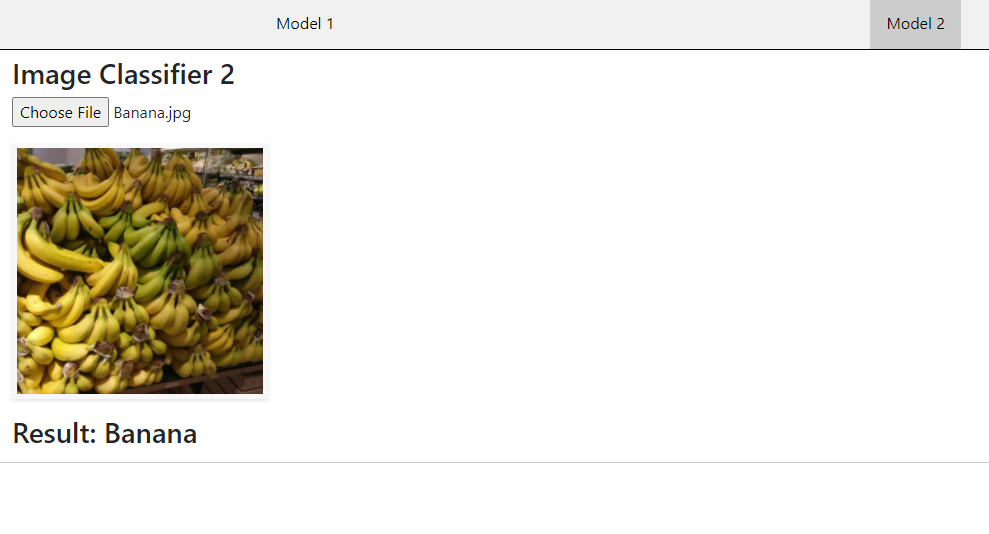 Model 1
Model 2
Image Classifier 2
Choose File Banana.jpg
Result: Banana